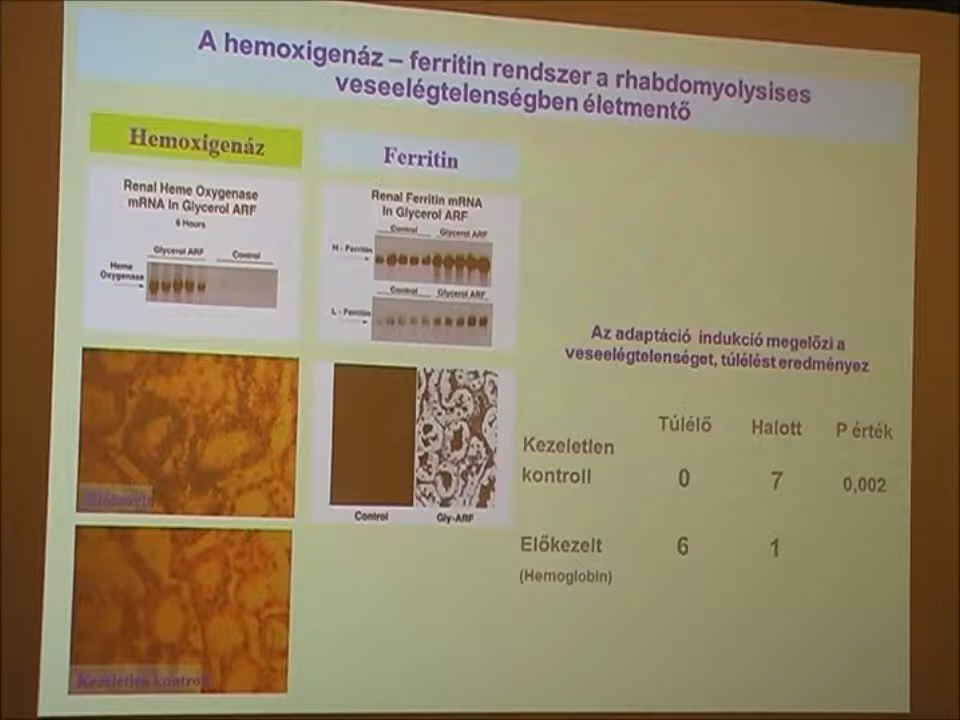 A hemoxigenáz – ferritin rendszer a rhabdomyolysises
veseelégtelenségben életmentő
Hemoxigenáz
Renal Heme Oxygenase
mRNA In Glycerol ARF
6 Hours
Glycerol ARF Control
Heme
Oxygenase
Ferritin
Renal Ferritin mRNA
In Glycerol ARF
Control Glycerol ARF
H - Ferritin
Control Glycerol ARF
L - Ferritin
Control Gly-ARF
Előkezelt
Kezeletlen kontroll
Az adaptáció indukció megelőzi a
veseelégtelenséget, túlélést eredményez
Túlélő Halott P érték
Kezeletlen
kontroll 0 7 0,002
Előkezelt 6 1
(Hemoglobin)